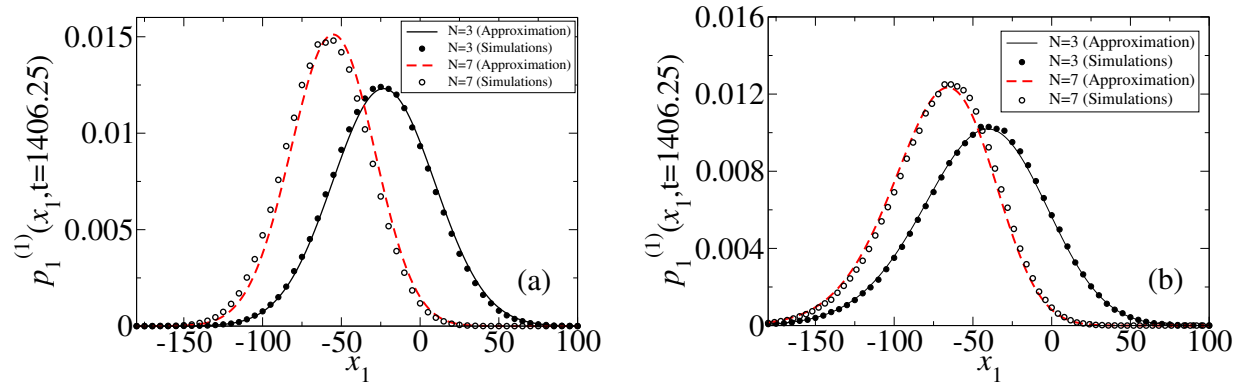 0.015
0.01
0.005
0
p₁⁽¹⁾(x₁,t=1406.25)
N=3 (Approximation)
N=3 (Simulations)
N=7 (Approximation)
N=7 (Simulations)
(a)
-150 -100 -50 0 50 100
x₁
0.016
0.012
0.008
0.004
0
p₁⁽¹⁾(x₁,t=1406.25)
N=3 (Approximation)
N=3 (Simulations)
N=7 (Approximation)
N=7 (Simulations)
(b)
-150 -100 -50 0 50 100
x₁